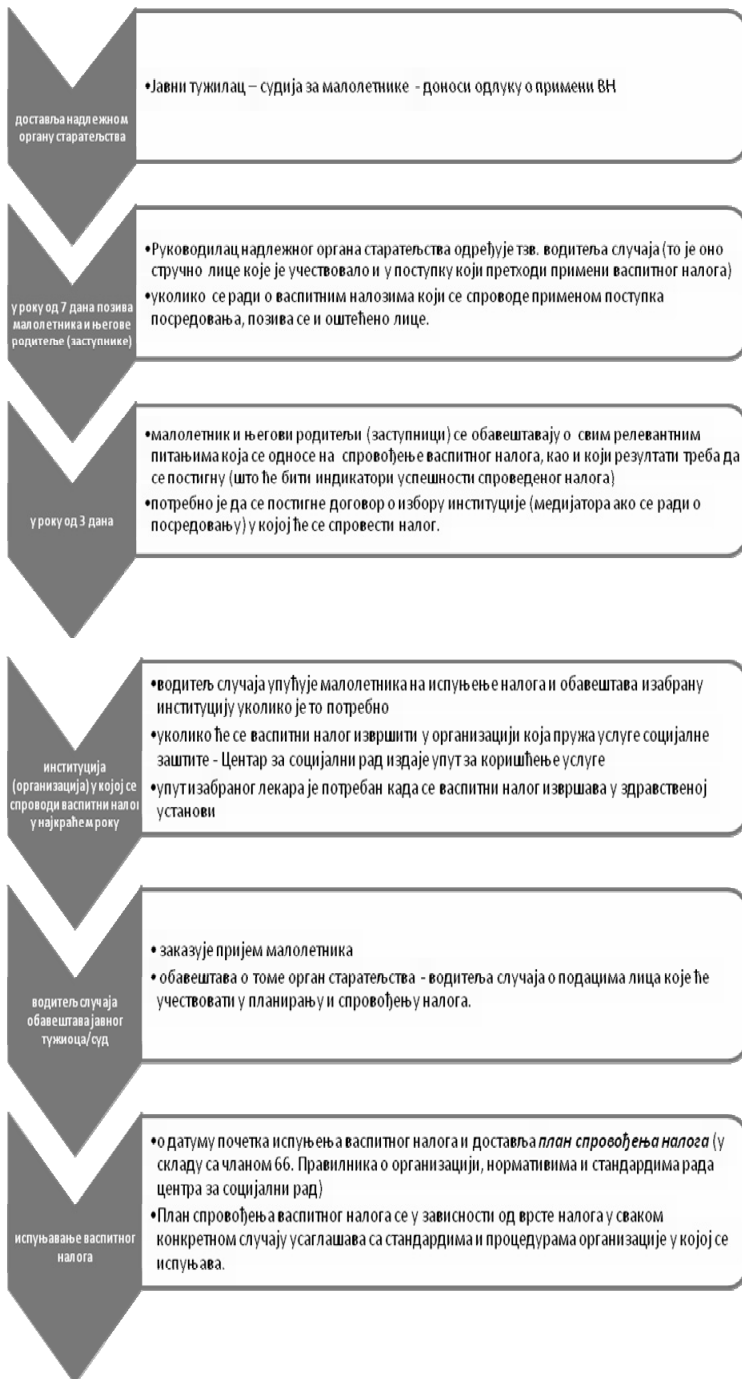 •Јавни тужилац – судија за малолетнике - доноси одлуку о примени ВН
доставља надлежном
органу старатељства
•Руководилац надлежног органа старатељства одређује тзв. водитеља случаја (то је оно
стручно лице које је учествовало и у поступку који претходи примени васпитног налога)
•уколико се ради о васпитним налозима који се спроводе применом поступка
посредовања, позива се и оштећено лице.
у року од 7 дана позива
малолетника и његове
родитеље (заступнике)
•малолетник и његови родитељи (заступници) се обавештавају о свим релевантним
питањима која се односе на спровођење васпитног налога, као и који резултати треба да
се постигну (што ће бити индикатори успешности спроведеног налога)
•потребно је да се постигне договор о избору институције (медијатора ако се ради о
посредовању) у којој ће се спровести налог.
у року од 3 дана
•водитељ случаја упућује малолетника на испуњење налога и обавештава изабрану
институцију уколико је то потребно
•уколико ће се васпитни налог извршити у организацији која пружа услуге социјалне
заштите - Центар за социјални рад издаје упут за коришћење услуге
•упут изабраног лекара је потребан када се васпитни налог извршава у здравственој
установи
институција
(организација) у којој се
спроводи васпитни налог
у најкраћем року
• заказује пријем малолетника
• обавештава о томе орган старатељства - водитеља случаја о подацима лица које ће
учествовати у планирању и спровођењу налога.
водитељ случаја
обавештава јавног
тужиоца/суд
•о датуму почетка испуњења васпитног налога и доставља план спровођења налога (у
складу са чланом 66. Правилника о организацији, нормативима и стандардима рада
центра за социјални рад)
•План спровођења васпитног налога се у зависности од врсте налога у сваком
конкретном случају усаглашава са стандардима и процедурама организације у којој се
испуњава.
испуњавање васпитног
налога